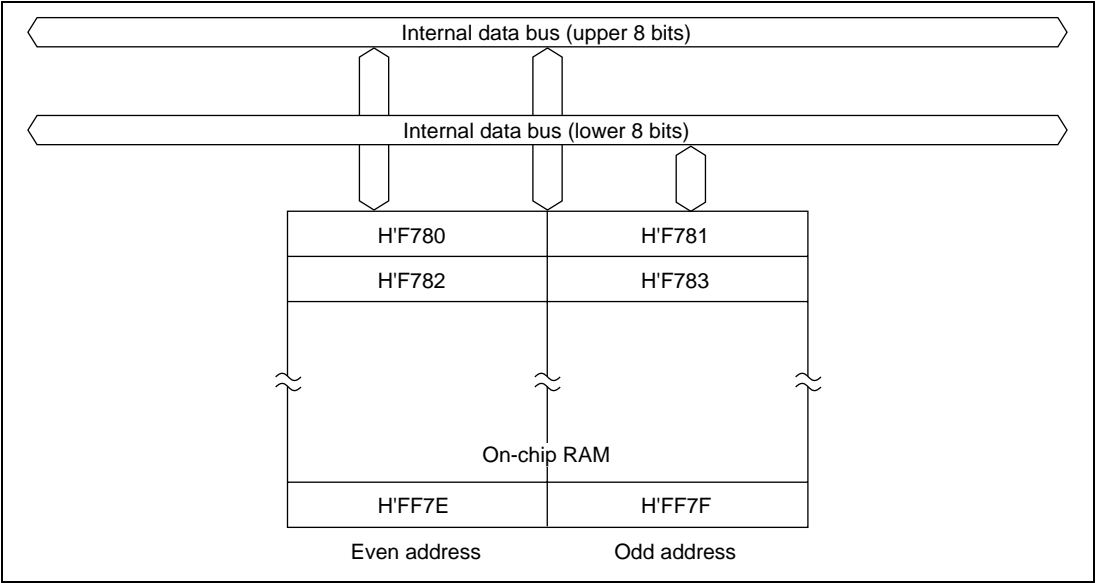 Internal data bus (upper 8 bits)
Internal data bus (lower 8 bits)
H'F780 H'F781
H'F782 H'F783
On-chip RAM
H'FF7E H'FF7F
Even address Odd address